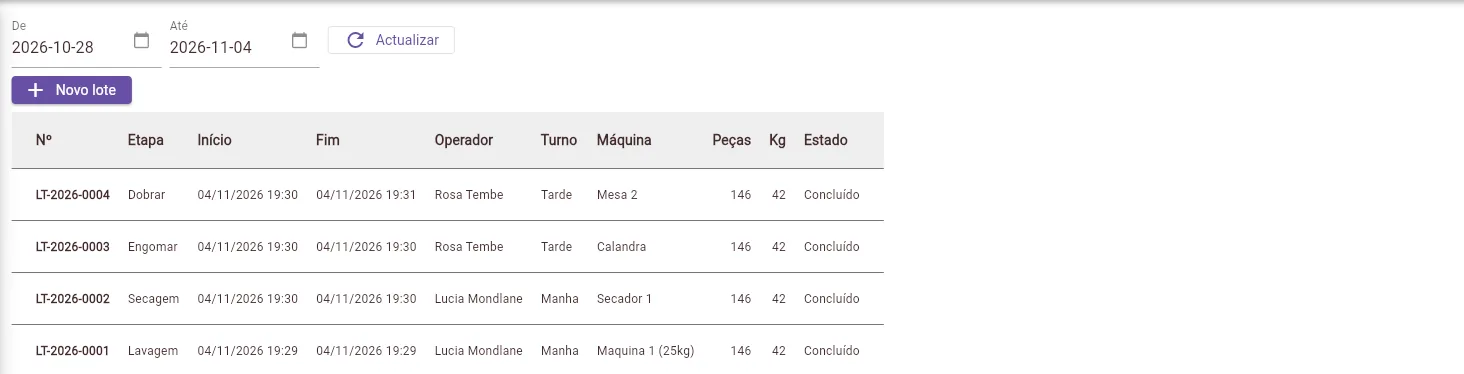 De Até
2026-10-28 2026-11-04 Actualizar
Novo lote
Nº Etapa Início Fim Operador Turno Máquina Peças Kg Estado
LT-2026-0004 Dobrar 04/11/2026 19:30 04/11/2026 19:31 Rosa Tembe Tarde Mesa 2 146 42 Concluído
LT-2026-0003 Engomar 04/11/2026 19:30 04/11/2026 19:30 Rosa Tembe Tarde Calandra 146 42 Concluído
LT-2026-0002 Secagem 04/11/2026 19:30 04/11/2026 19:30 Lucia Mondlane Manha Secador 1 146 42 Concluído
LT-2026-0001 Lavagem 04/11/2026 19:29 04/11/2026 19:29 Lucia Mondlane Manha Maquina 1 (25kg) 146 42 Concluído